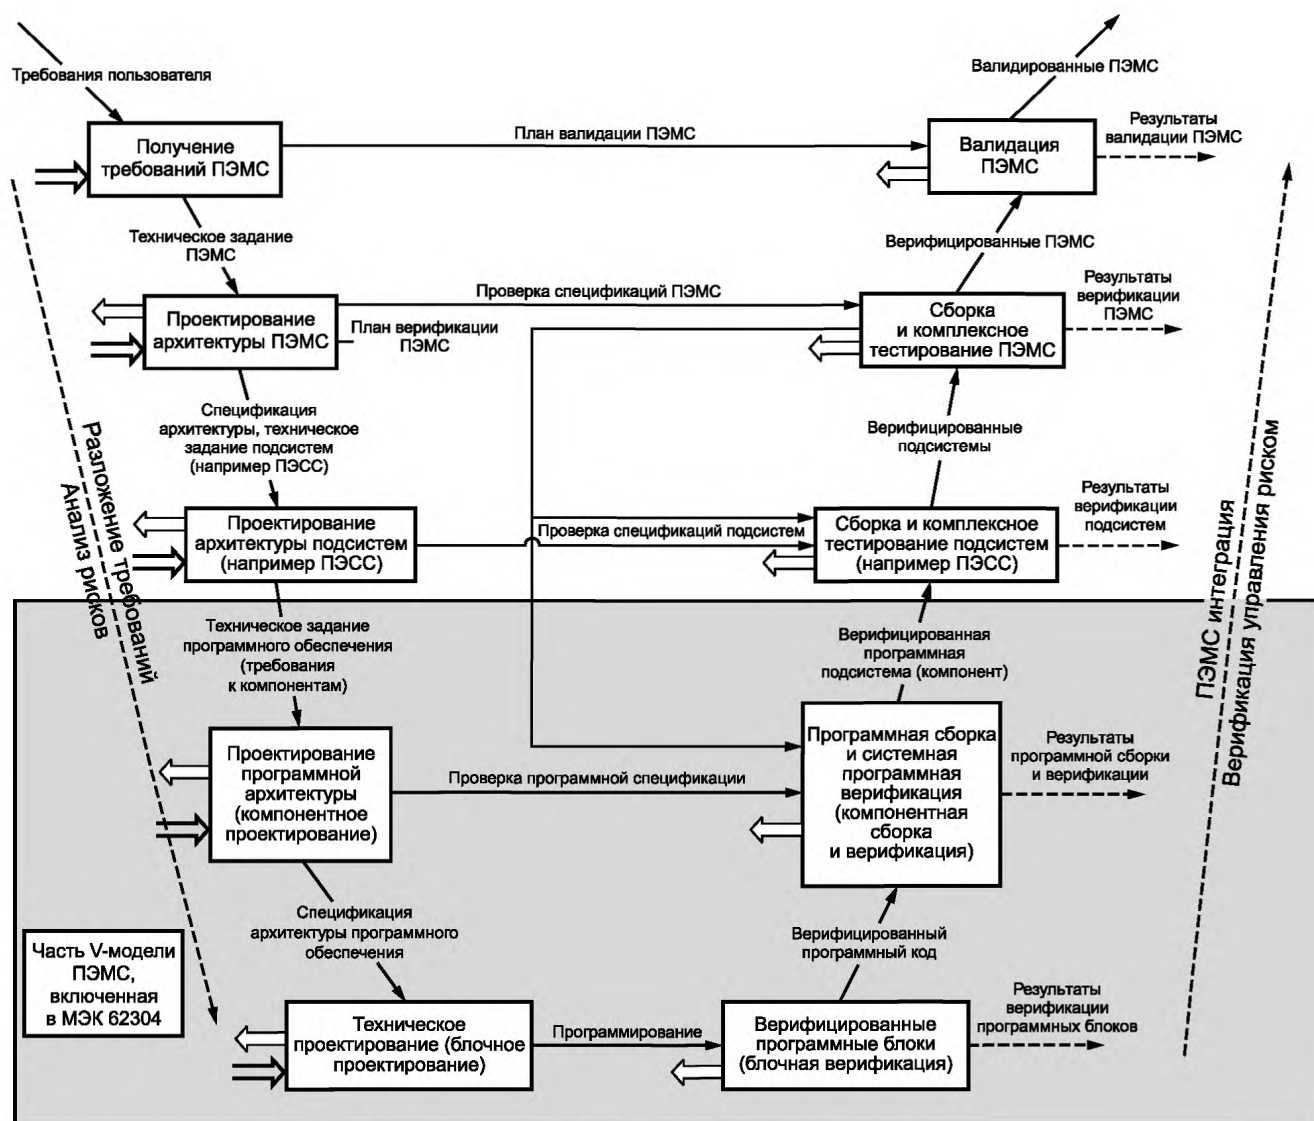 Требования пользователя
Валидированные ПЭМС
Получение
требований ПЭМС
План валидации ПЭМС
Валидация
ПЭМС
Результаты
валидации ПЭМС
Техническое задание
ПЭМС
Верифицированные ПЭМС
Проектирование
архитектуры ПЭМС
Проверка спецификаций ПЭМС
План верификации
ПЭМС
Сборка
и комплексное
тестирование ПЭМС
Результаты
верификации
ПЭМС
Спецификация
архитектуры, техническое
задание подсистем
(например ПЭСС)
Верифицированные
подсистемы
Разложение требований
Анализ рисков
Проектирование
архитектуры подсистем
(например ПЭСС)
Проверка спецификаций подсистем
Сборка и комплексное
тестирование подсистем
(например ПЭСС)
Результаты
верификации
подсистем
ПЭМС интеграция
Верификация управления риском
Техническое задание
программного обеспечения
(требования
к компонентам)
Верифицированная
программная
подсистема (компонент)
Проектирование
программной
архитектуры
(компонентное
проектирование)
Проверка программной спецификации
Программная сборка
и системная
программная
верификация
(компонентная
сборка
и верификация)
Результаты
программной сборки
и верификации
Спецификация
архитектуры программного
обеспечения
Верифицированный
программный код
Часть V-модели
ПЭМС,
включенная
в МЭК 62304
Техническое
проектирование (блочное
проектирование)
Программирование
Верифицированные
программные блоки
(блочная верификация)
Результаты
верификации
программных блоков